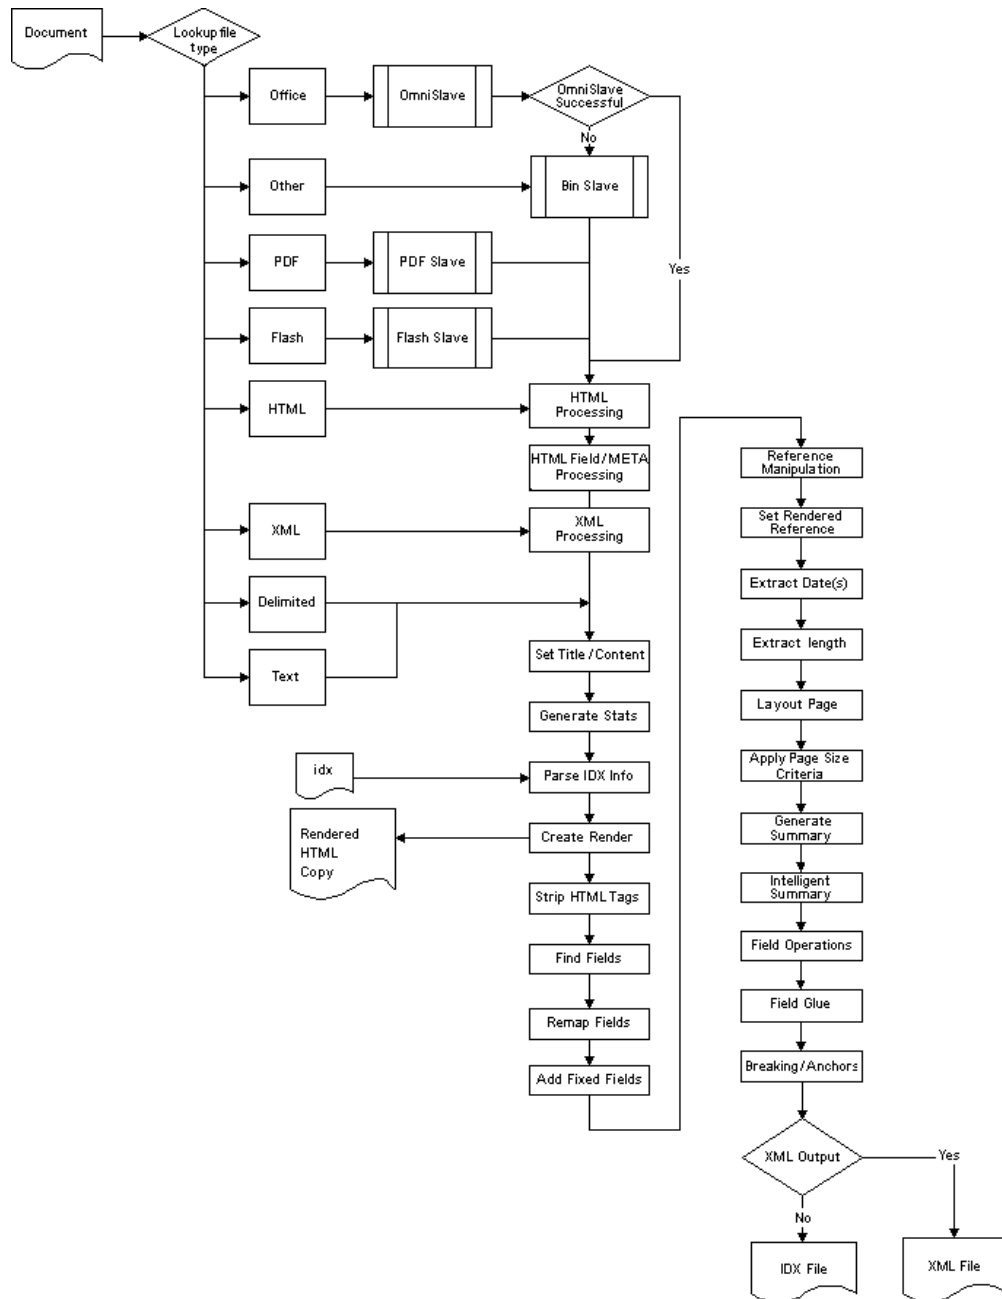 Document
Lookup file
type
Office
OmniSlave
OmniSlave
Successful
No
Other
Bin Slave
PDF
PDF Slave
Yes
Flash
Flash Slave
HTML
HTML
Processing
HTML Field/META
Processing
XML
XML
Processing
Delimited
Text
Set Title/Content
Generate Stats
idx
Parse IDX Info
Rendered
HTML
Copy
Create Render
Strip HTML Tags
Find Fields
Remap Fields
Add Fixed Fields
Reference
Manipulation
Set Rendered
Reference
Extract Date(s)
Extract length
Layout Page
Apply Page Size
Criteria
Generate
Summary
Intelligent
Summary
Field Operations
Field Glue
Breaking/Anchors
XML Output
Yes
No
IDX File
XML File